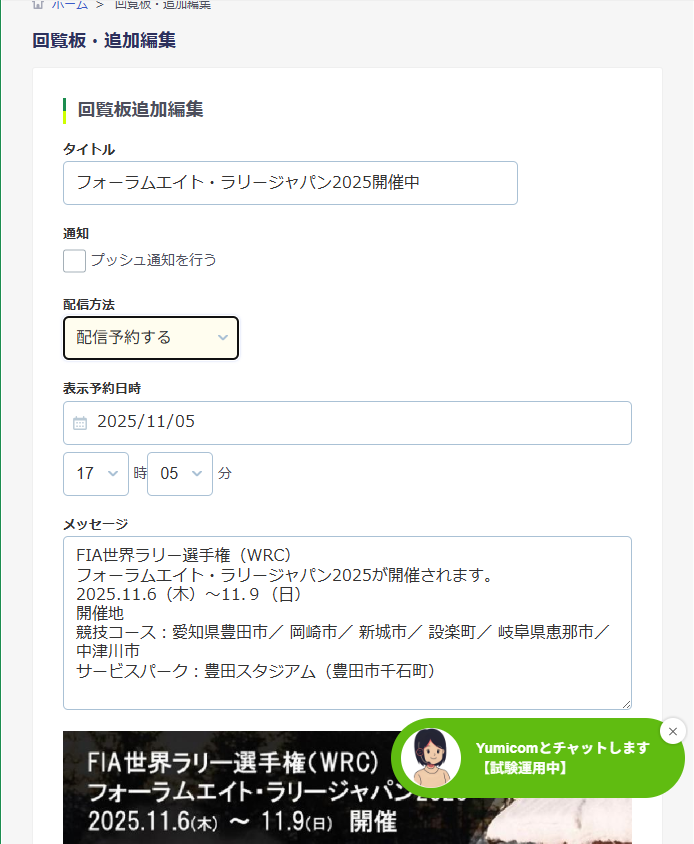 ホーム > 回覧板・追加編集
回覧板・追加編集
回覧板追加編集
タイトル
フォーラムエイト・ラリージャパン2025開催中
通知
プッシュ通知を行う
配信方法
配信予約する
表示予約日時
2025/11/05
17 時 05 分
メッセージ
FIA世界ラリー選手権（WRC）
フォーラムエイト・ラリージャパン2025が開催されます。
2025.11.6（木）～11.９（日）
開催地
競技コース：愛知県豊田市／ 岡崎市／ 新城市／ 設楽町／ 岐阜県恵那市／
中津川市
サービスパーク：豊田スタジアム（豊田市千石町）
FIA世界ラリー選手権（WRC）
フォーラムエイト・ラリージャパン
2025.11.6(木) ～ 11.9(日) 開催
Yumicomとチャットします
【試験運用中】